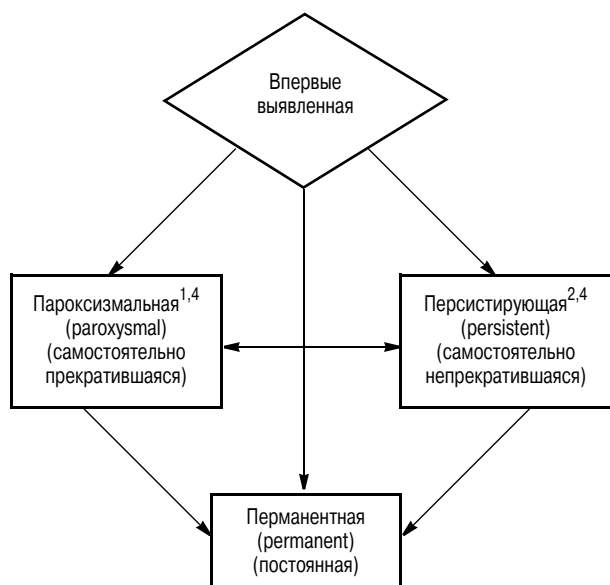 Впервые
выявленная
Пароксизмальная1,4
(paroxysmal)
(самостоятельно
прекратившаяся)
Персистирующая2,4
(persistent)
(самостоятельно
непрекратившаяся)
Перманентная
(permanent)
(постоянная)